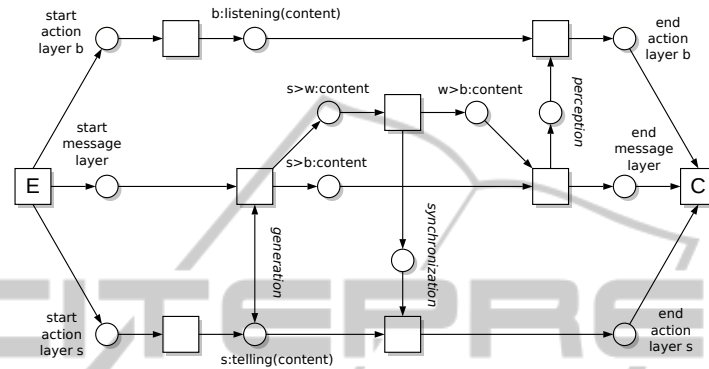 start
action
layer b
b:listening(content)
end
action
layer b
s>w:content
w>b:content
perception
start
message
layer
s>b:content
end
message
layer
E
C
generation
synchronization
start
action
layer s
s:telling(content)
end
action
layer s
CITEPRE